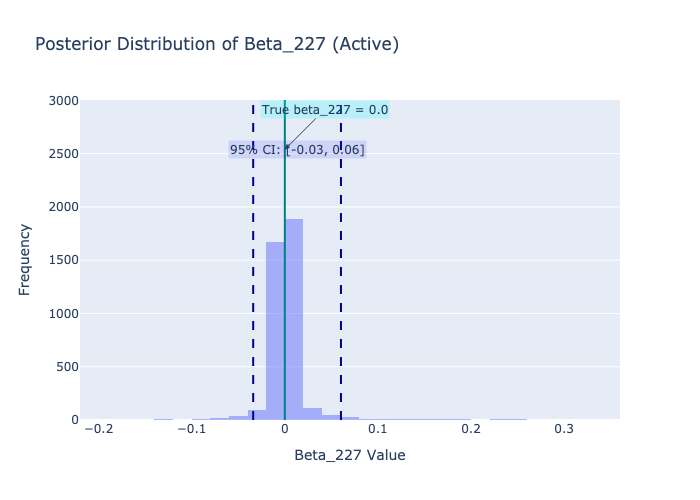 Posterior Distribution of Beta_227 (Active)
3000
True beta_227 = 0.0
2500
95% CI: [-0.03, 0.06]
2000
1500
1000
500
0
Frequency
−0.2 −0.1 0 0.1 0.2 0.3
Beta_227 Value